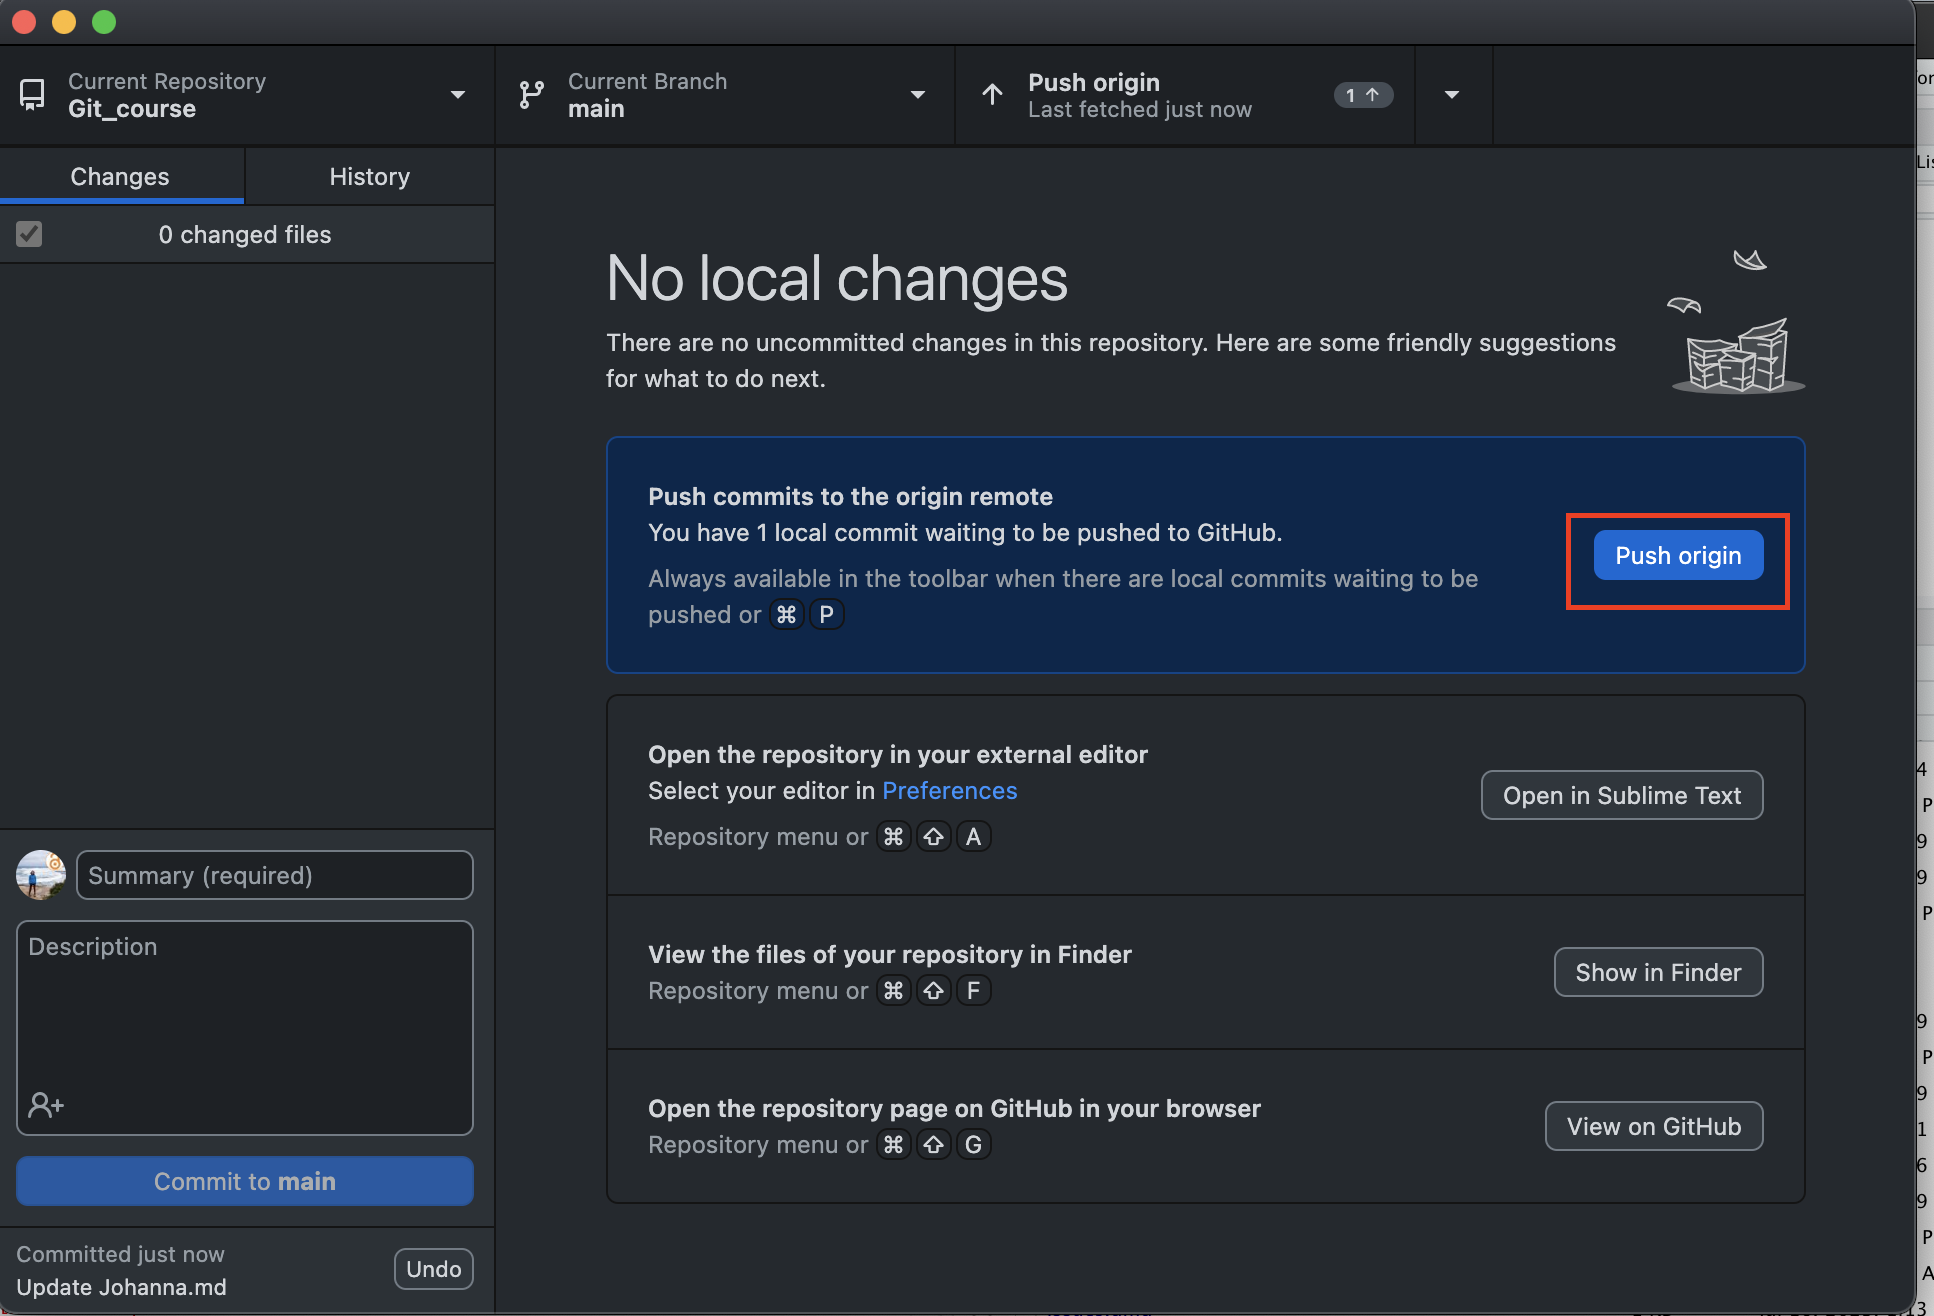 Current Repository
Git_course
Current Branch
main
Push origin
Last fetched just now
1
Changes
History
0 changed files
No local changes
There are no uncommitted changes in this repository. Here are some friendly suggestions
for what to do next.
Push commits to the origin remote
You have 1 local commit waiting to be pushed to GitHub.
Always available in the toolbar when there are local commits waiting to be
pushed or ⌘ P
Push origin
Open the repository in your external editor
Select your editor in Preferences
Repository menu or ⌘ ⇧ A
Open in Sublime Text
View the files of your repository in Finder
Repository menu or ⌘ ⇧ F
Show in Finder
Open the repository page on GitHub in your browser
Repository menu or ⌘ ⇧ G
View on GitHub
Summary (required)
Description
Commit to main
Committed just now
Update Johanna.md
Undo